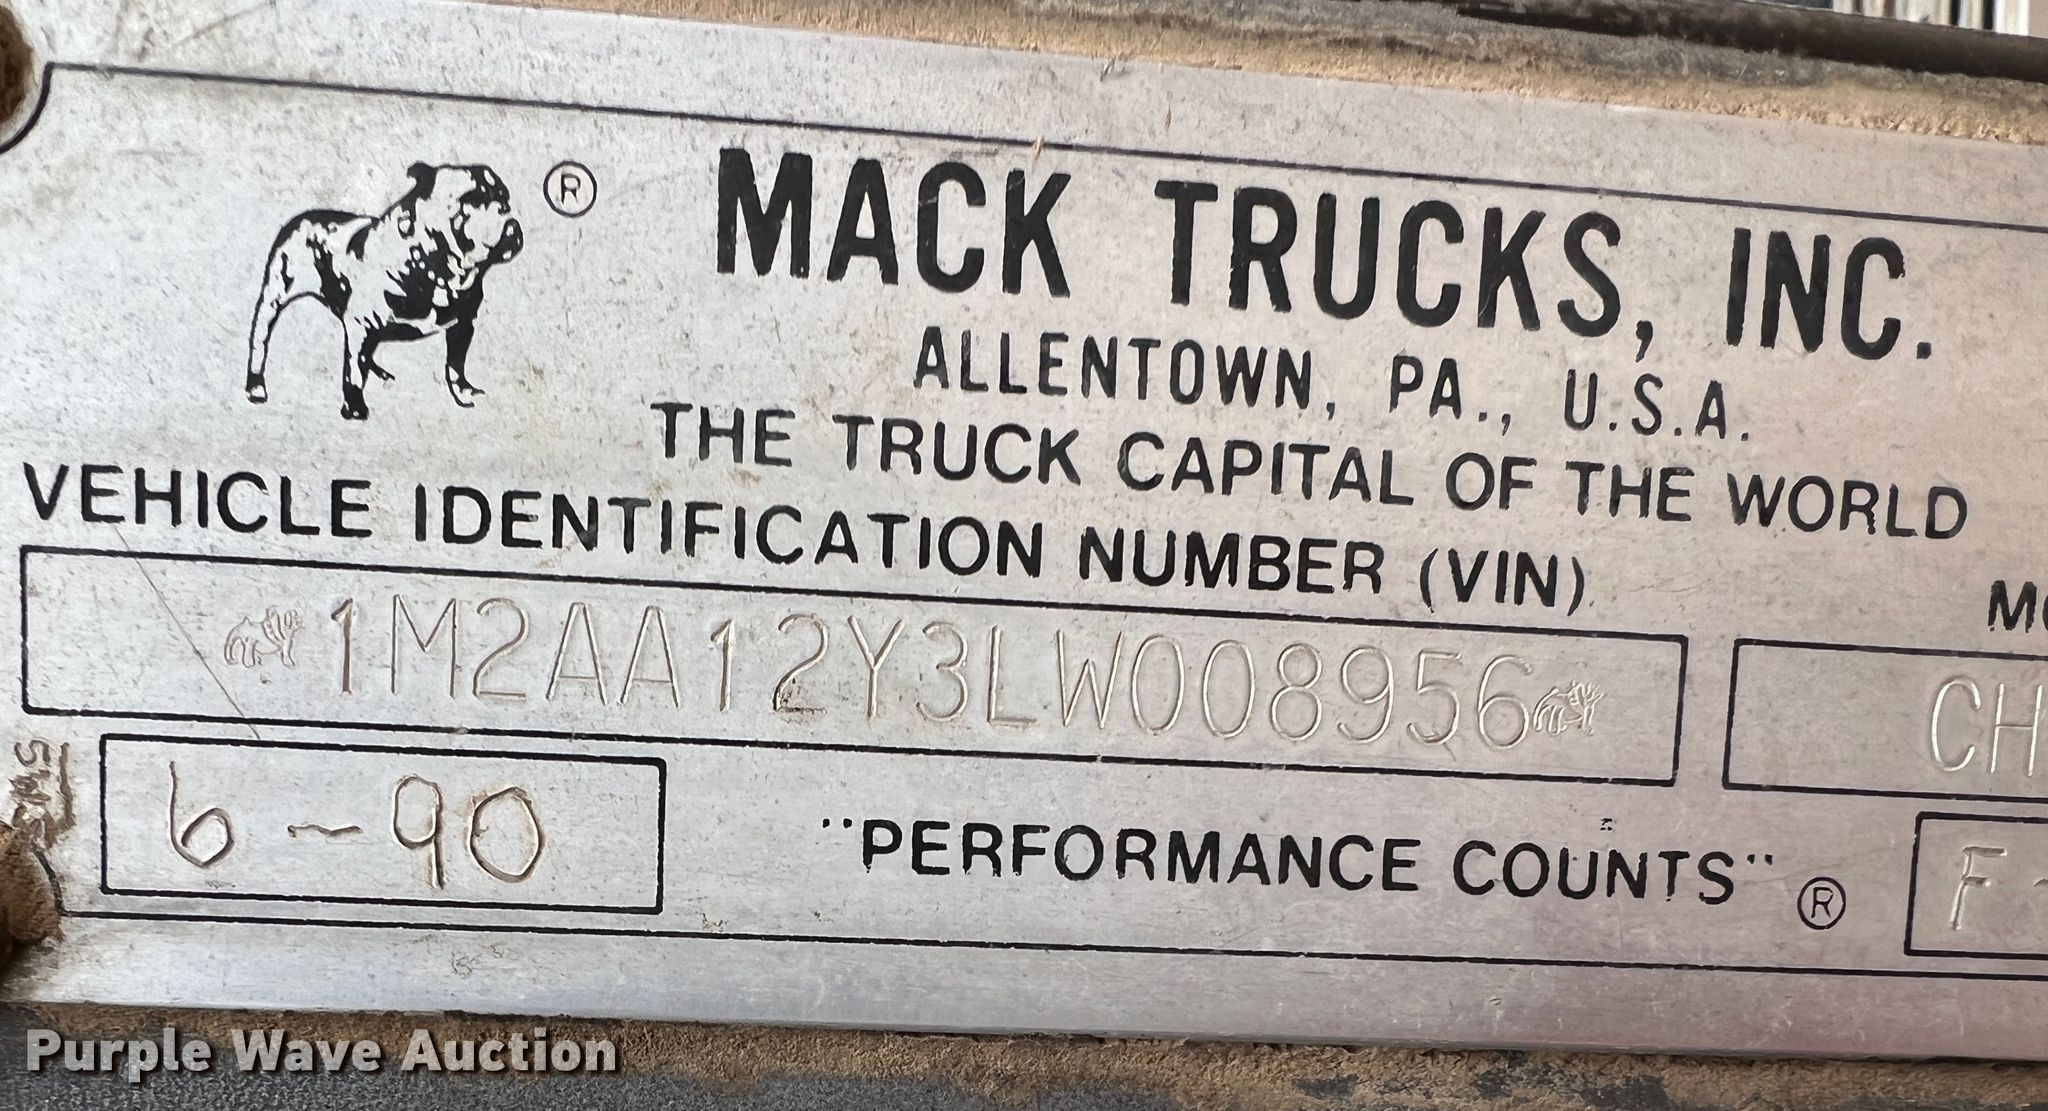 ® MACK TRUCKS, INC.
ALLENTOWN, PA., U.S.A.
THE TRUCK CAPITAL OF THE WORLD
VEHICLE IDENTIFICATION NUMBER (VIN)
1M2AA12Y3LW008956
CH
6-90
"PERFORMANCE COUNTS" ®
F-
Purple Wave Auction